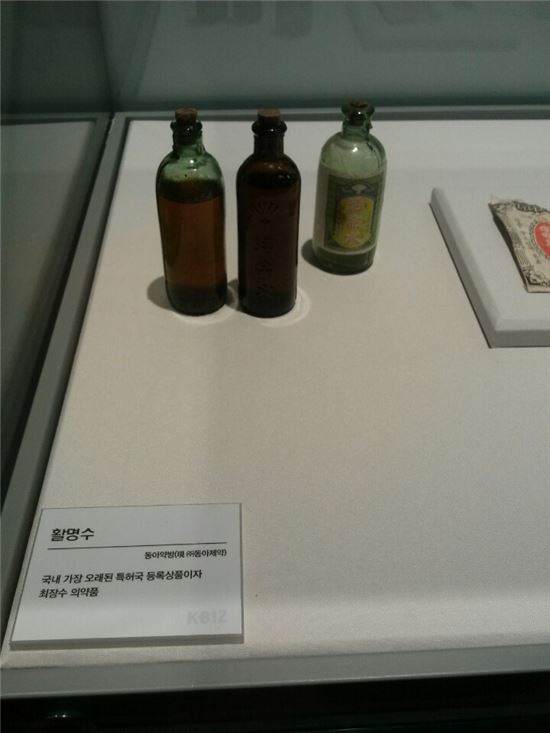 활명수
동아약방(現 ㈜동아제약)
국내 가장 오래된 특허국 등록상품이자
최장수 의약품
K-BIZ